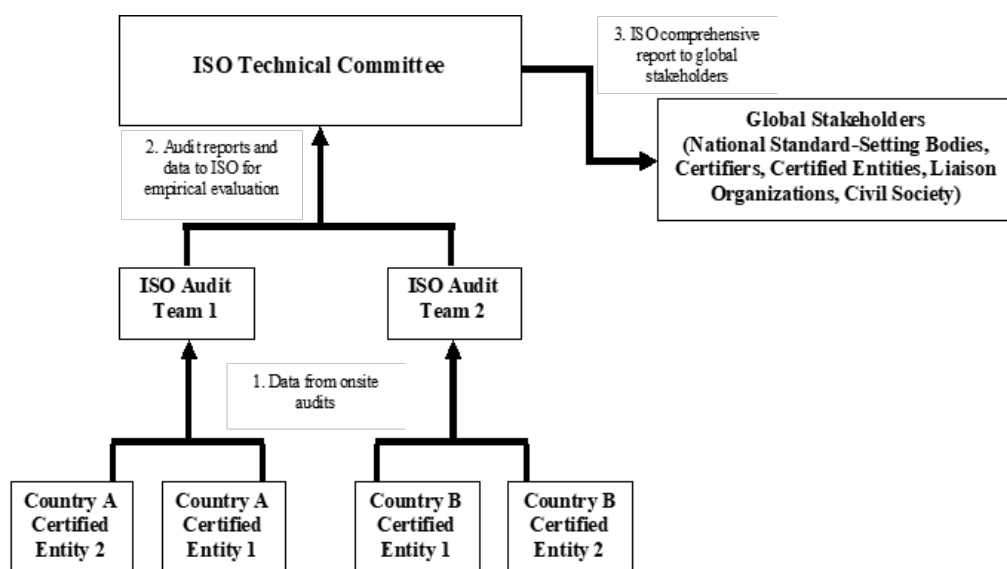 ISO Technical Committee
3. ISO comprehensive
report to global
stakeholders
Global Stakeholders
(National Standard-Setting Bodies,
Certifiers, Certified Entities, Liaison
Organizations, Civil Society)
2. Audit reports and
data to ISO for
empirical evaluation
ISO Audit
Team 1
ISO Audit
Team 2
1. Data from onsite
audits
Country A
Certified
Entity 2
Country A
Certified
Entity 1
Country B
Certified
Entity 1
Country B
Certified
Entity 2